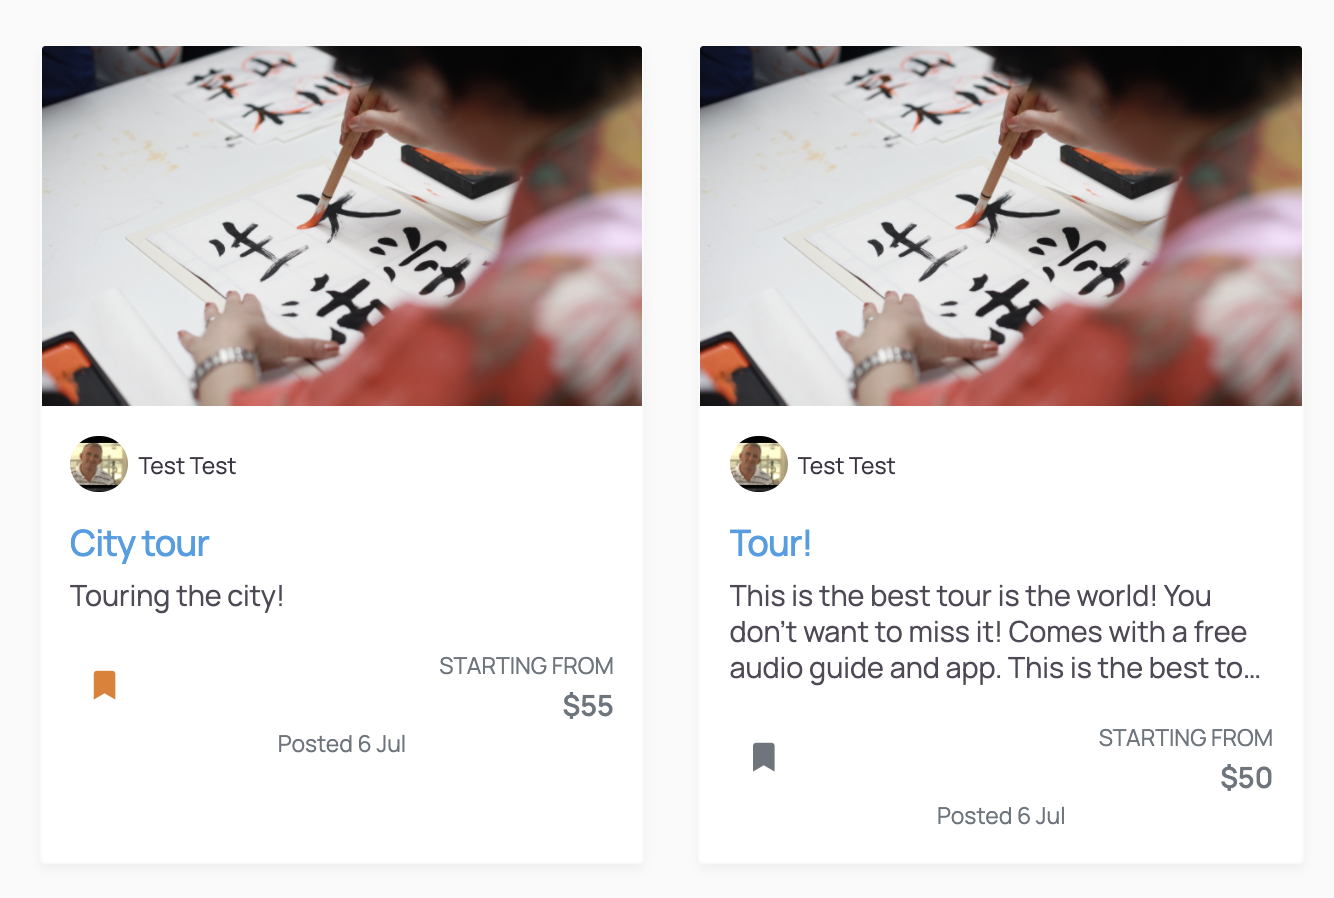 Test Test
City tour
Touring the city!
STARTING FROM
$55
Posted 6 Jul
Test Test
Tour!
This is the best tour is the world! You
don’t want to miss it! Comes with a free
audio guide and app. This is the best to...
STARTING FROM
$50
Posted 6 Jul